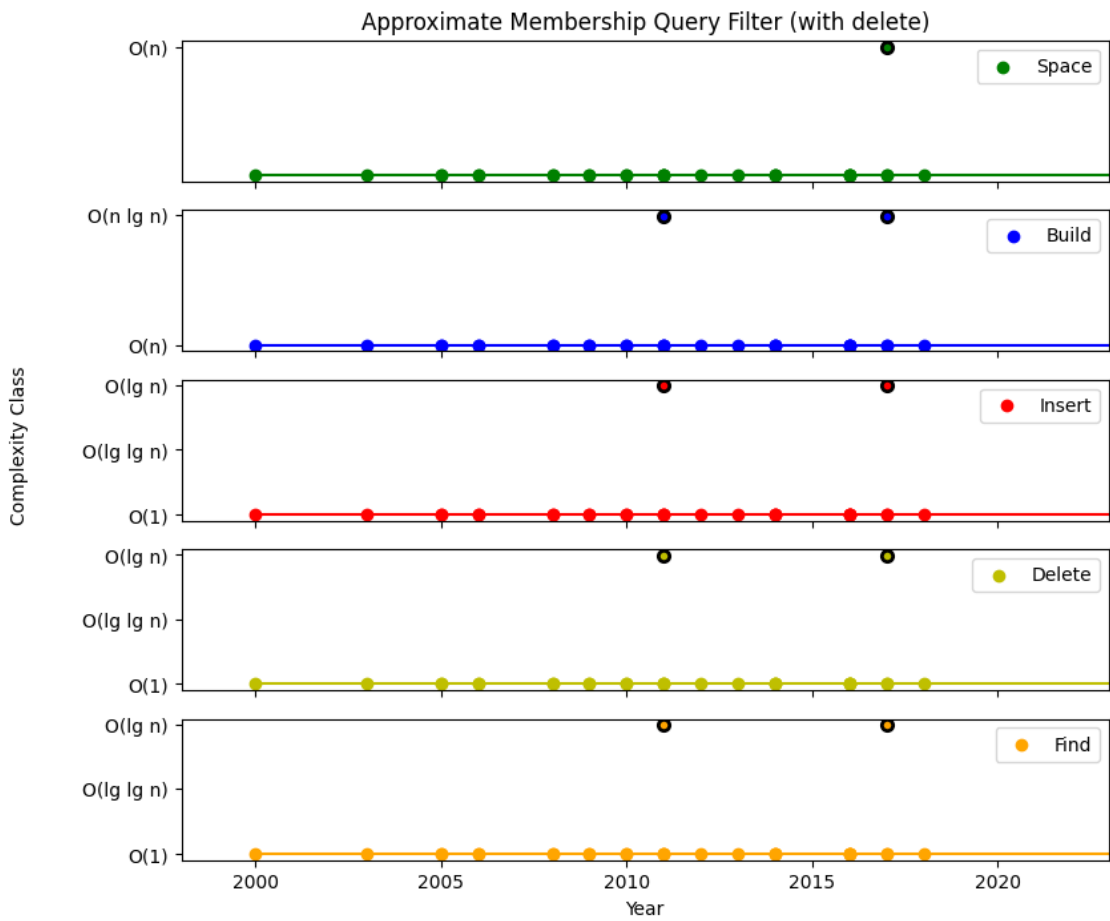 Approximate Membership Query Filter (with delete)
O(n)
Space
O(n lg n)
Build
O(n)
Complexity Class
O(lg n)
Insert
O(lg lg n)
O(1)
O(lg n)
Delete
O(lg lg n)
O(1)
O(lg n)
Find
O(lg lg n)
O(1)
2000 2005 2010 2015 2020
Year